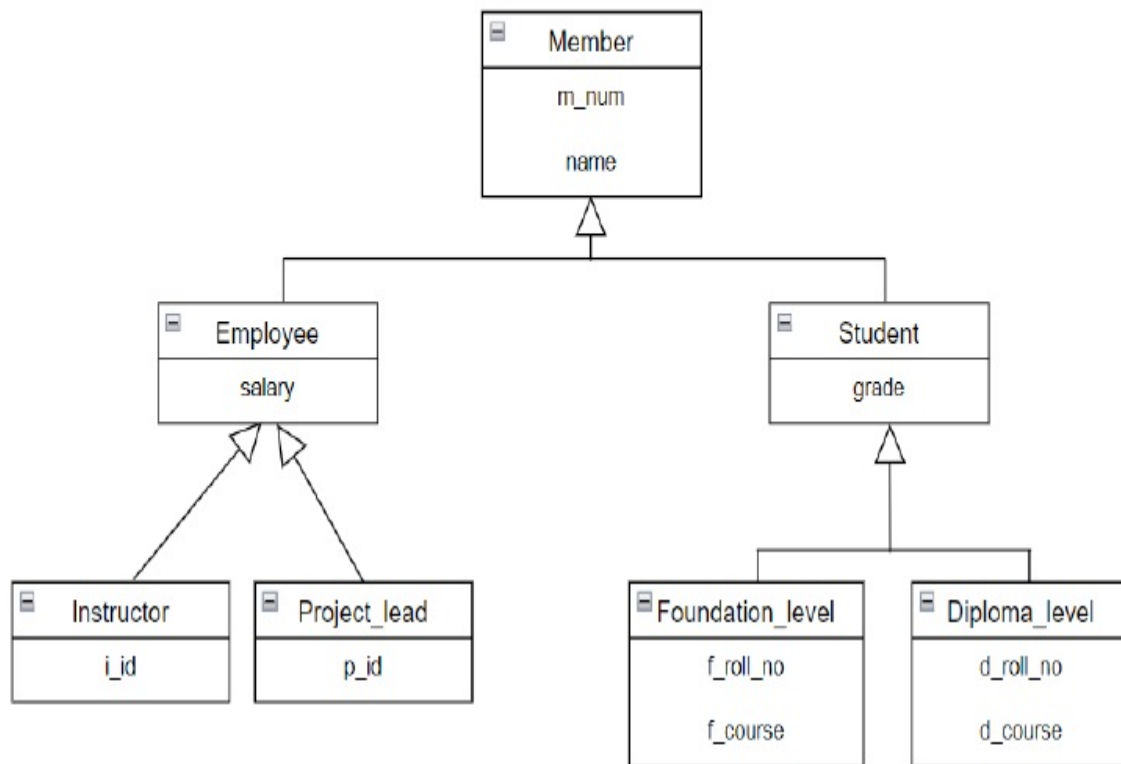 Member
m_num
name
Employee
salary
Student
grade
Instructor
i_id
Project_lead
p_id
Foundation_level
f_roll_no
f_course
Diploma_level
d_roll_no
d_course